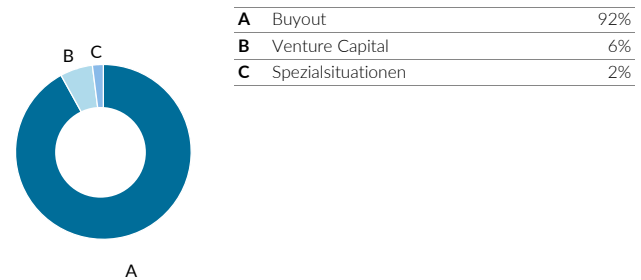 A Buyout 92%
B Venture Capital 6%
C Spezialsituationen 2%
B C
A